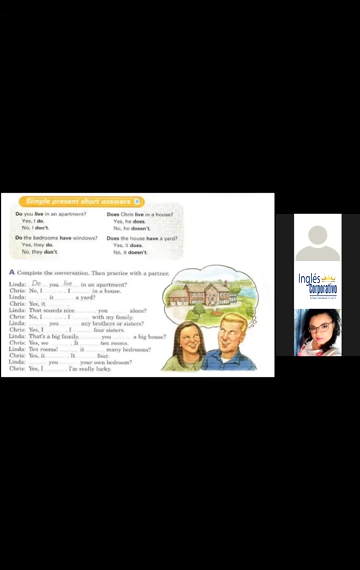 Simple present short answers
Do you live in an apartment?
Yes, I do.
No, I don't.
Do the bedrooms have windows?
Yes, they do.
No, they don't.
Does Chris live in a house?
Yes, he does.
No, he doesn't.
Does the house have a yard?
Yes, it does.
No, it doesn't.
A Complete the conversation. Then practice with a partner.
Linda: Do you live in an apartment?
Chris: No, I ........ . I ........ in a house.
Linda: ........ it ........ a yard?
Chris: Yes, it ........ .
Linda: That sounds nice. ........ you ........ alone?
Chris: No, I ........ . I ........ with my family.
Linda: ........ you ........ any brothers or sisters?
Chris: Yes, I ........ . I ........ four sisters.
Linda: That's a big family. ........ you ........ a big house?
Chris: Yes, we ........ . It ........ ten rooms.
Linda: Ten rooms! ........ it ........ many bedrooms?
Chris: Yes, it ........ . It ........ four.
Linda: ........ you ........ your own bedroom?
Chris: Yes, I ........ . I'm really lucky.
Inglés
Corporativo